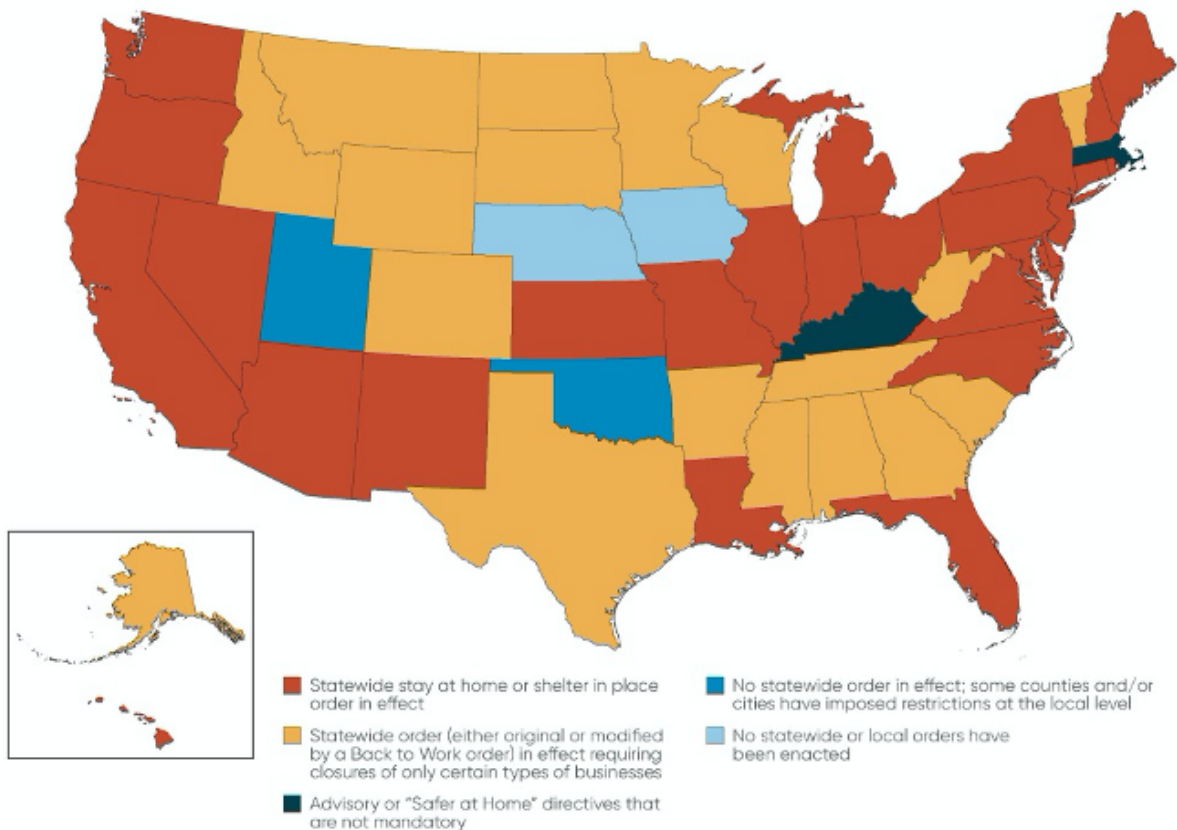 Statewide stay at home or shelter in place
order in effect
Statewide order (either original or modified
by a Back to Work order) in effect requiring
closures of only certain types of businesses
Advisory or “Safer at Home” directives that
are not mandatory
No statewide order in effect; some counties and/or
cities have imposed restrictions at the local level
No statewide or local orders have
been enacted